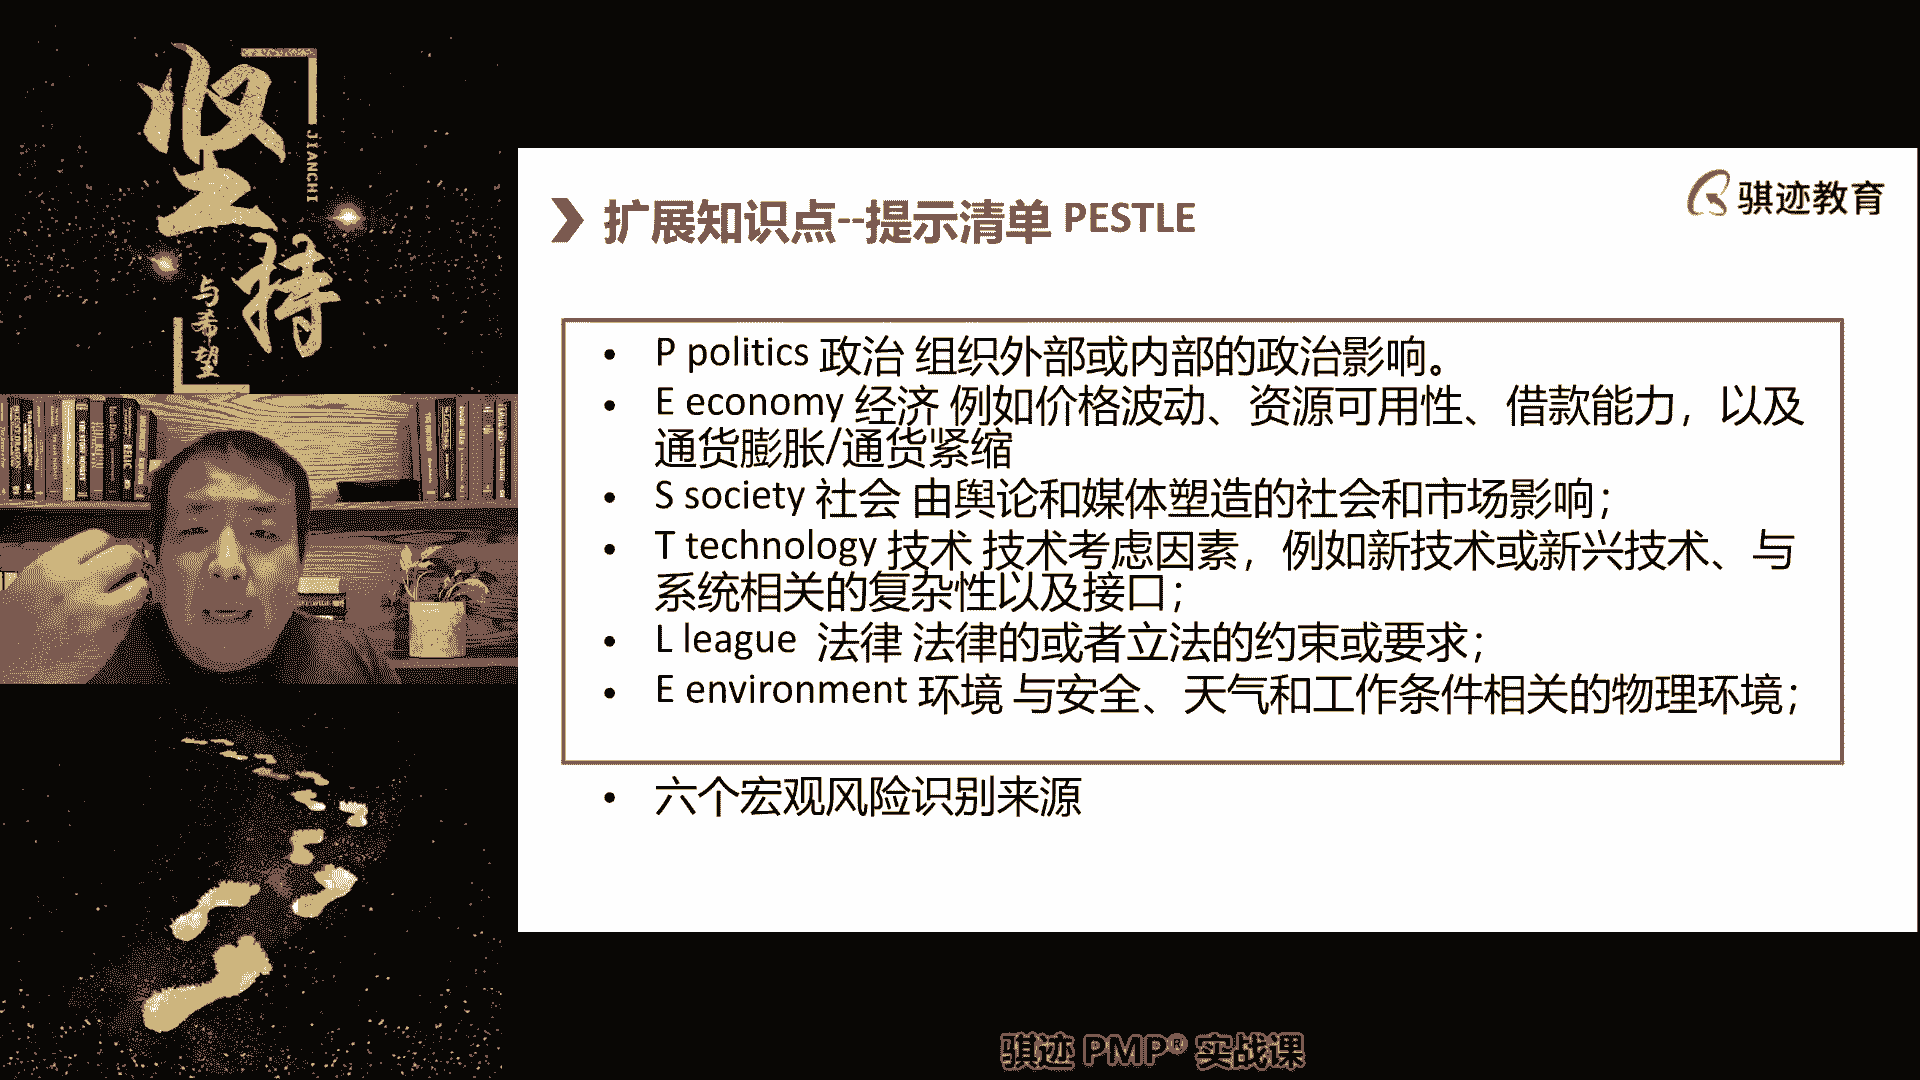 坚
持
JIANCHI
与希望
骐迹教育
扩展知识点--提示清单 PESTLE
• P politics 政治 组织外部或内部的政治影响。
• E economy 经济 例如价格波动、资源可用性、借款能力，以及
通货膨胀/通货紧缩
• S society 社会 由舆论和媒体塑造的社会和市场影响；
• T technology 技术 技术考虑因素，例如新技术或新兴技术、与
系统相关的复杂性以及接口；
• L league 法律 法律的或者立法的约束或要求；
• E environment 环境 与安全、天气和工作条件相关的物理环境；
• 六个宏观风险识别来源
骐迹 PMP® 实战课